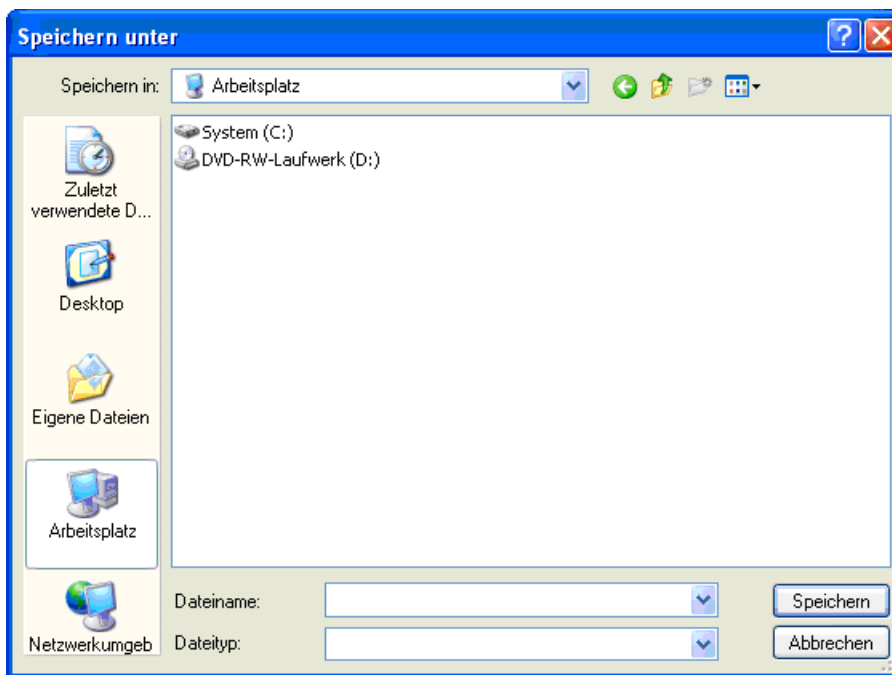 Speichern unter
Speichern in:
Arbeitsplatz
System (C:)
DVD-RW-Laufwerk (D:)
Zuletzt
verwendete D...
Desktop
Eigene Dateien
Arbeitsplatz
Netzwerkumgeb
Dateiname:
Speichern
Dateityp:
Abbrechen